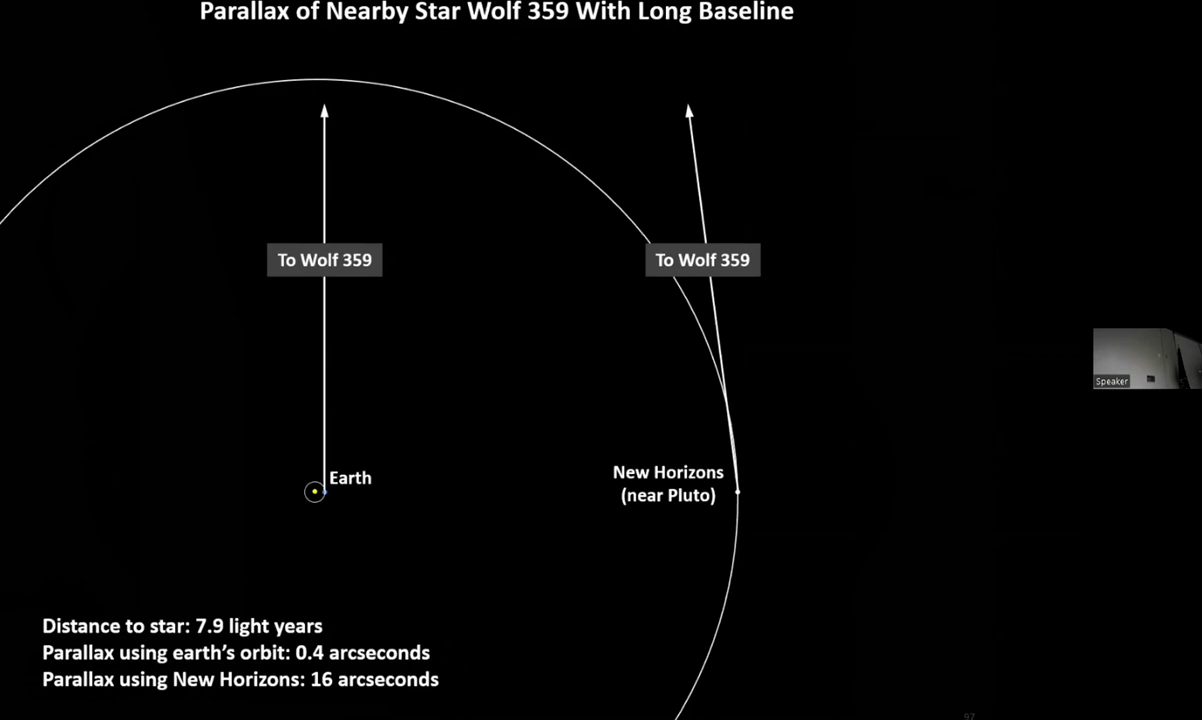 Parallax of Nearby Star Wolf 359 With Long Baseline
To Wolf 359
To Wolf 359
Earth
New Horizons
(near Pluto)
Speaker
Distance to star: 7.9 light years
Parallax using earth's orbit: 0.4 arcseconds
Parallax using New Horizons: 16 arcseconds
97